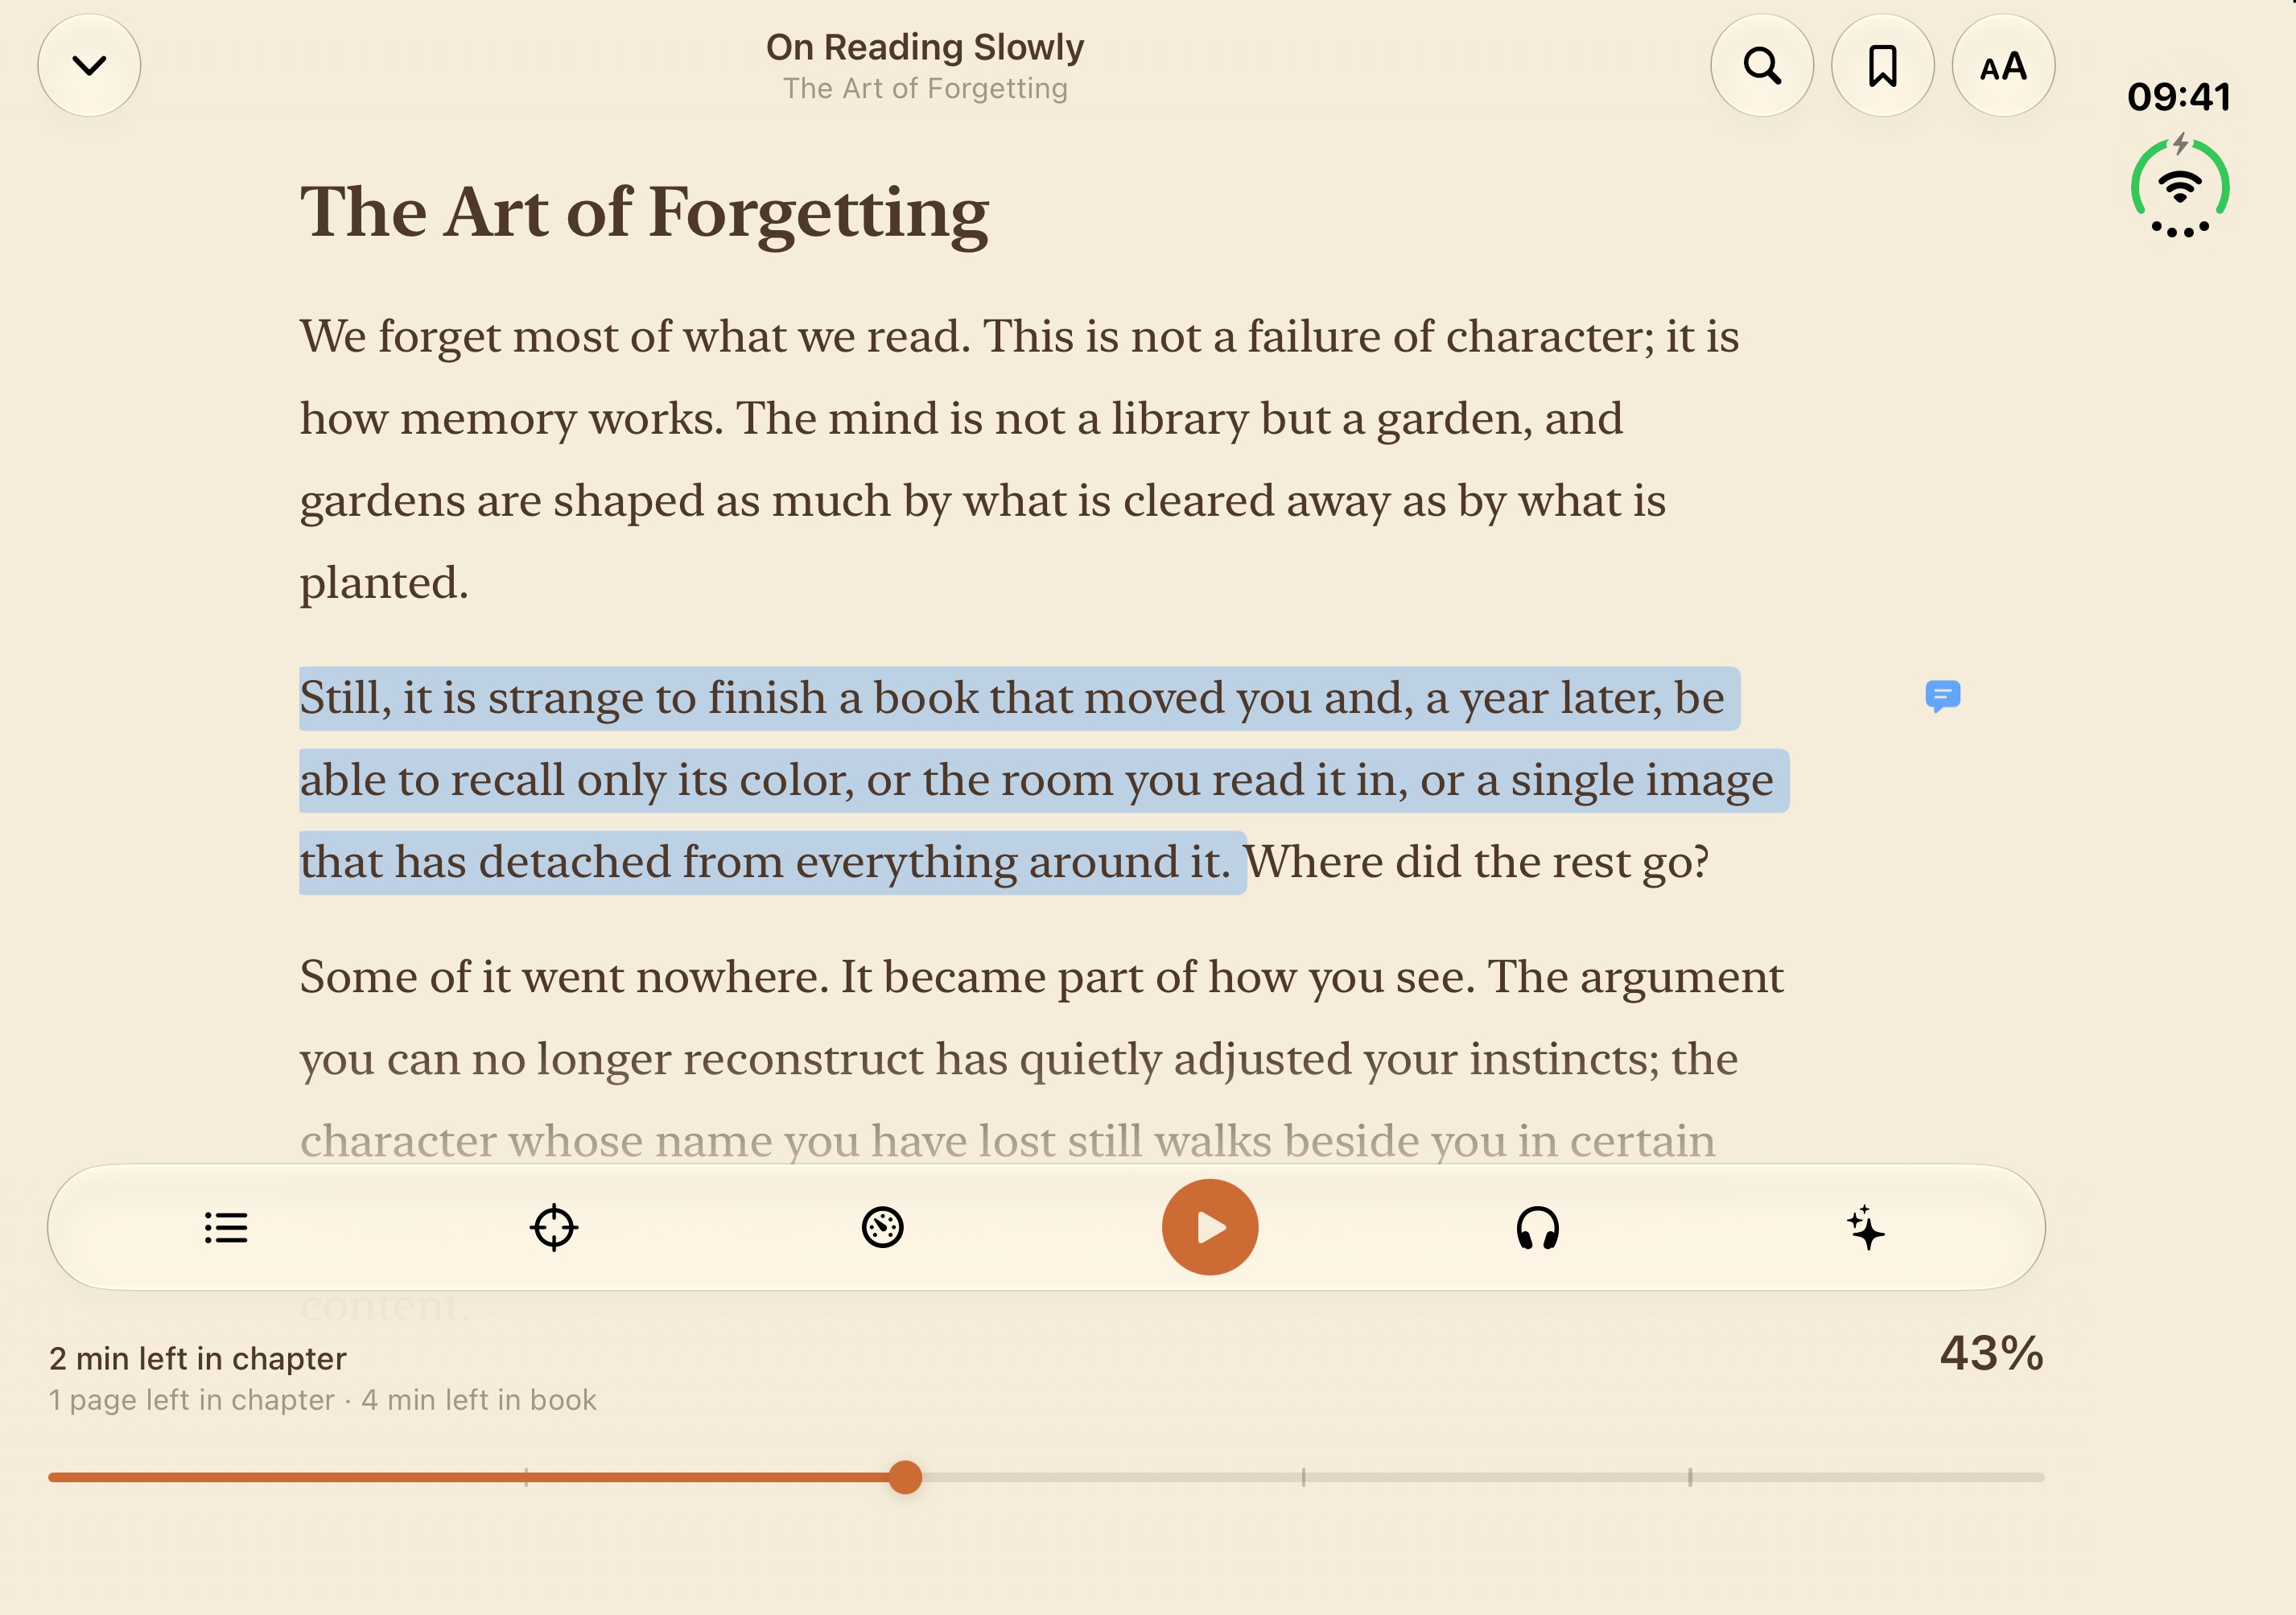 On Reading Slowly
The Art of Forgetting
AA
09:41
The Art of Forgetting
We forget most of what we read. This is not a failure of character; it is
how memory works. The mind is not a library but a garden, and
gardens are shaped as much by what is cleared away as by what is
planted.
Still, it is strange to finish a book that moved you and, a year later, be
able to recall only its color, or the room you read it in, or a single image
that has detached from everything around it. Where did the rest go?
Some of it went nowhere. It became part of how you see. The argument
you can no longer reconstruct has quietly adjusted your instincts; the
character whose name you have lost still walks beside you in certain
content.
2 min left in chapter
43%
1 page left in chapter · 4 min left in book